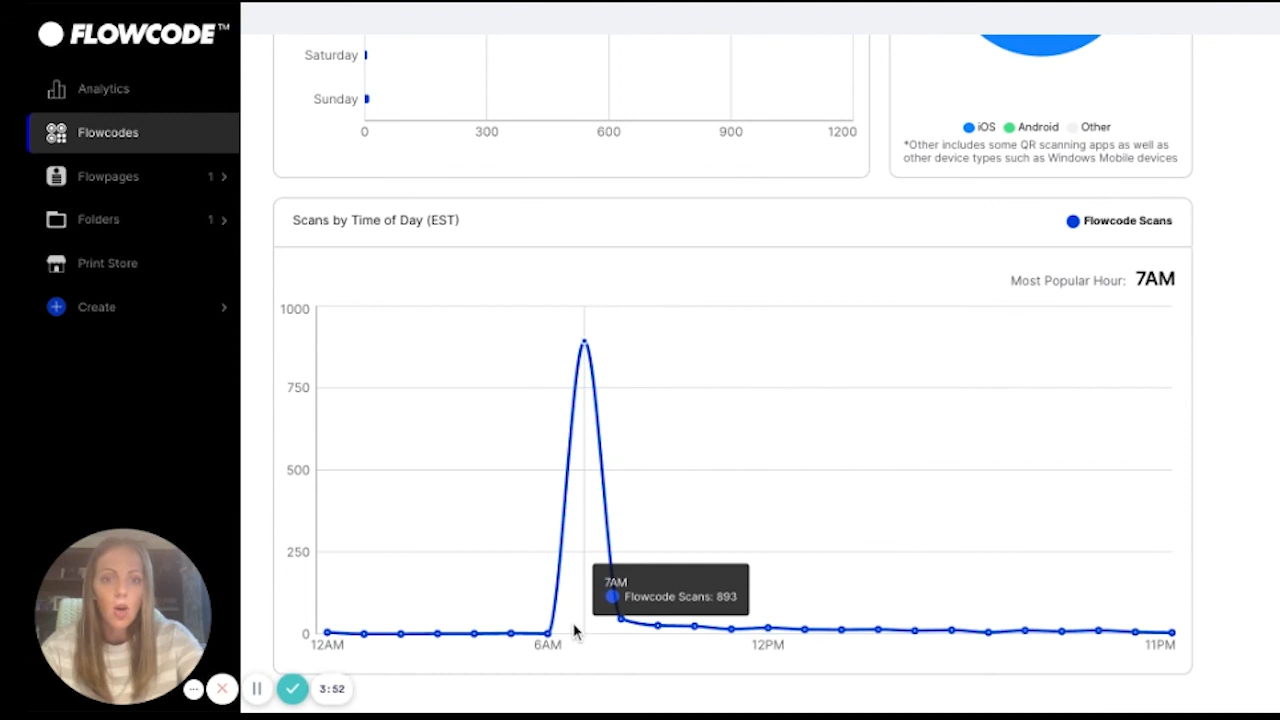 FLOWCODE™
Analytics
Flowcodes
Flowpages 1
Folders 1
Print Store
Create
Saturday
Sunday
0 300 600 900 1200
iOS Android Other
*Other includes some QR scanning apps as well as
other device types such as Windows Mobile devices
Scans by Time of Day (EST)
Flowcode Scans
Most Popular Hour: 7AM
1000
750
500
250
0
7AM
Flowcode Scans: 893
12AM 6AM 12PM 11PM
3:52